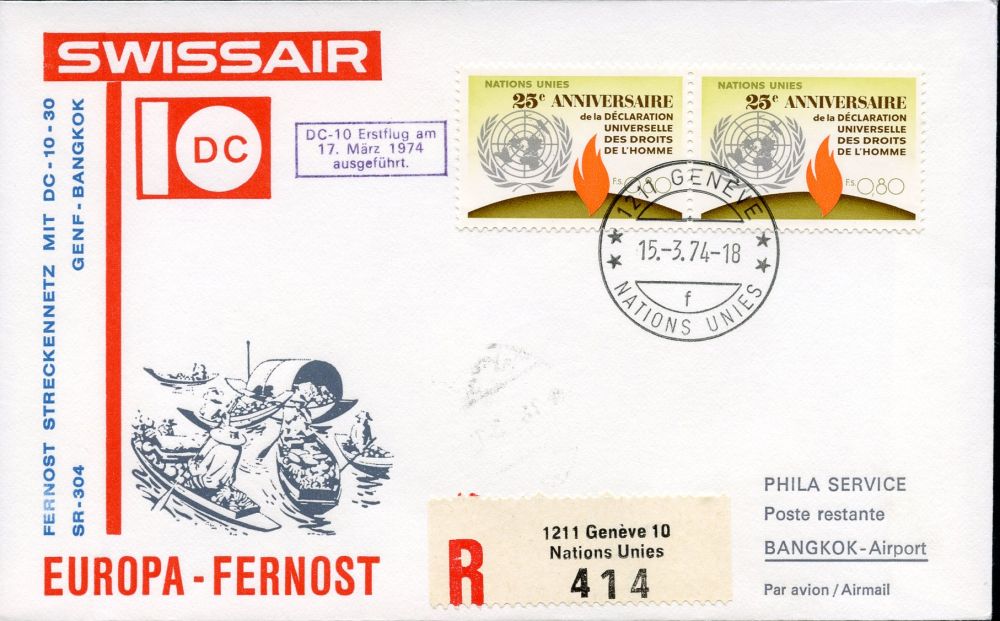 SWISSAIR
10
DC
FERNOST STRECKENNETZ MIT DC-10-30
SR-304 GENF-BANGKOK
DC-10 Erstflug am
17. März 1974
ausgeführt.
NATIONS UNIES
25e ANNIVERSAIRE
de la DÉCLARATION
UNIVERSELLE
DES DROITS
DE L'HOMME
F.s. 0,80
NATIONS UNIES
25e ANNIVERSAIRE
de la DÉCLARATION
UNIVERSELLE
DES DROITS
DE L'HOMME
F.s. 0,80
1211 GENÈVE
15.-3.74-18
f
NATIONS UNIES
EUROPA-FERNOST
R
1211 Genève 10
Nations Unies
414
PHILA SERVICE
Poste restante
BANGKOK-Airport
Par avion/Airmail